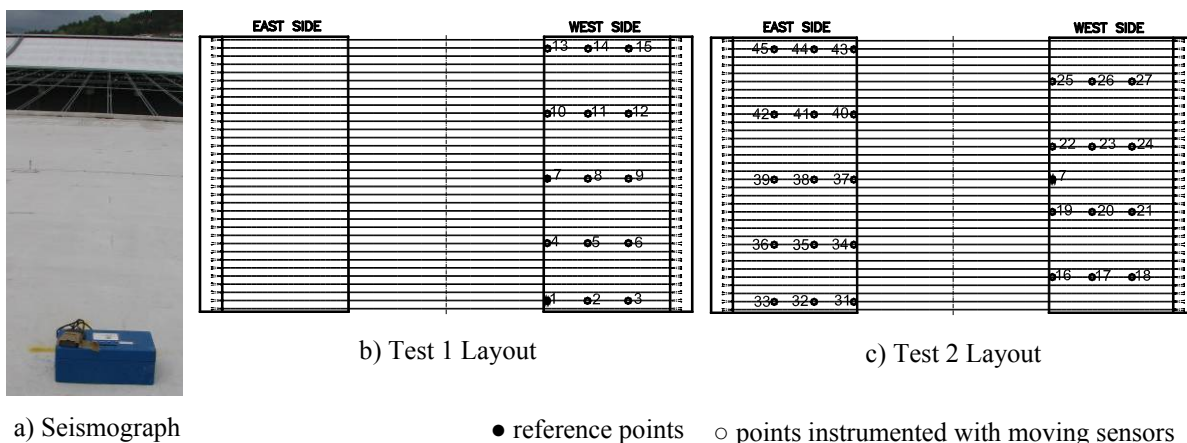 EAST SIDE
WEST SIDE
13 14 15
10 11 12
7 8 9
4 5 6
1 2 3
b) Test 1 Layout
EAST SIDE
WEST SIDE
45 44 43
25 26 27
42 41 40
22 23 24
39 38 37
7
19 20 21
36 35 34
16 17 18
33 32 31
c) Test 2 Layout
a) Seismograph
● reference points ○ points instrumented with moving sensors